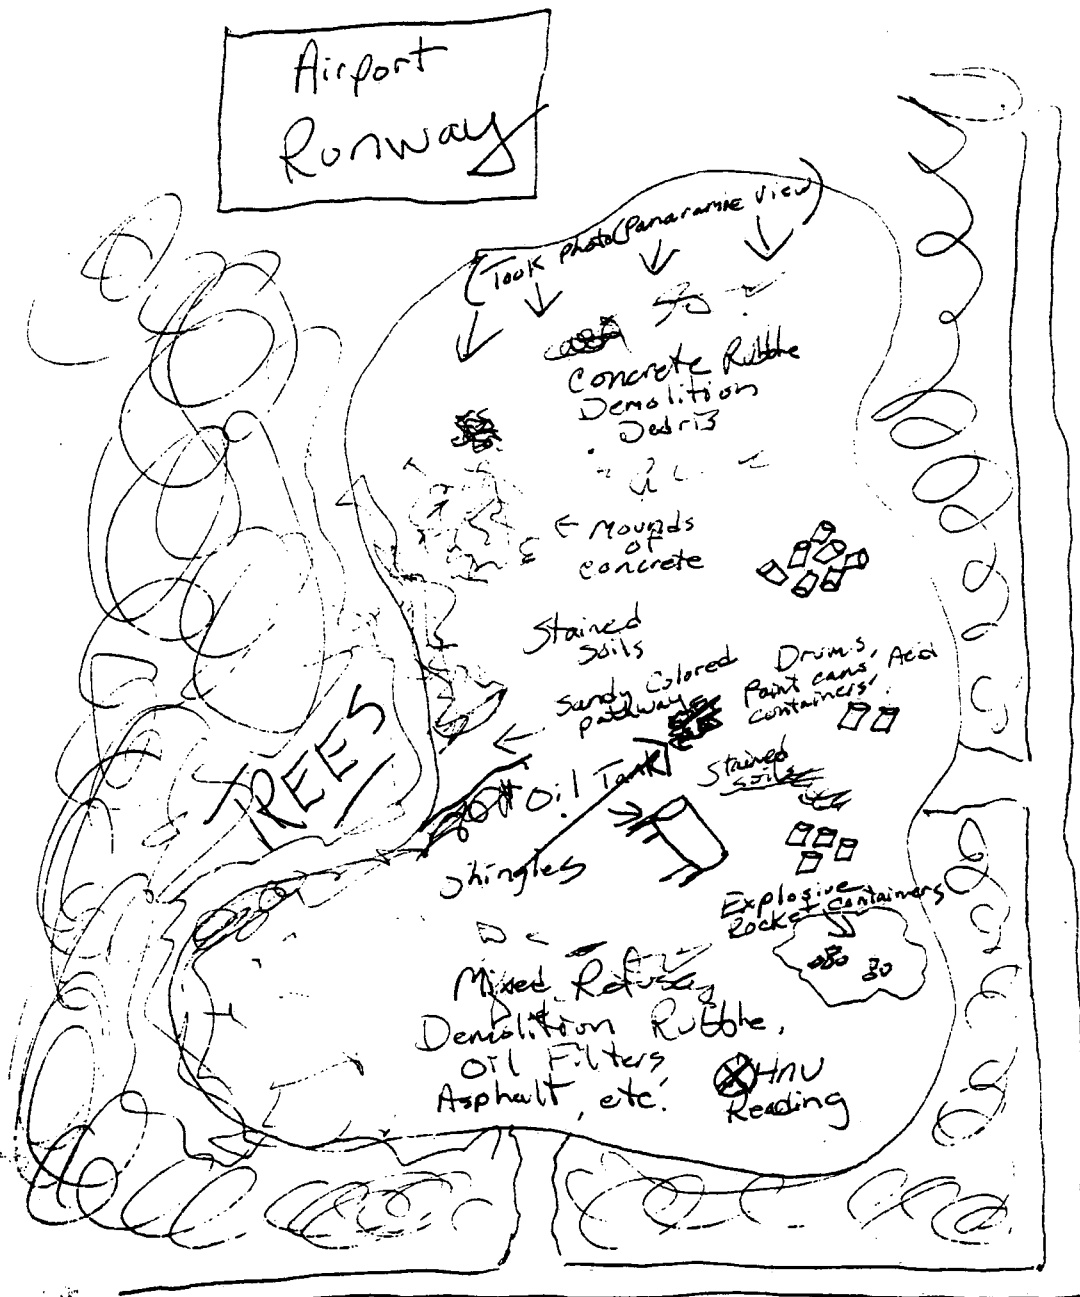 Airport
Runway
(Took photo (Panaramic View)
Concrete Rubble
Demolition
Debris
← Mounds
of
concrete
Stained
Soils
Sandy Colored
pathway
Drums, Acid
Paint cans,
containers,
Stained
Soils
Oil Tank
Shingles
TREES
Explosive
Rocket containers
Mixed Refuse,
Demolition Rubble,
Oil Filters
Asphalt, etc.
HNU
Reading